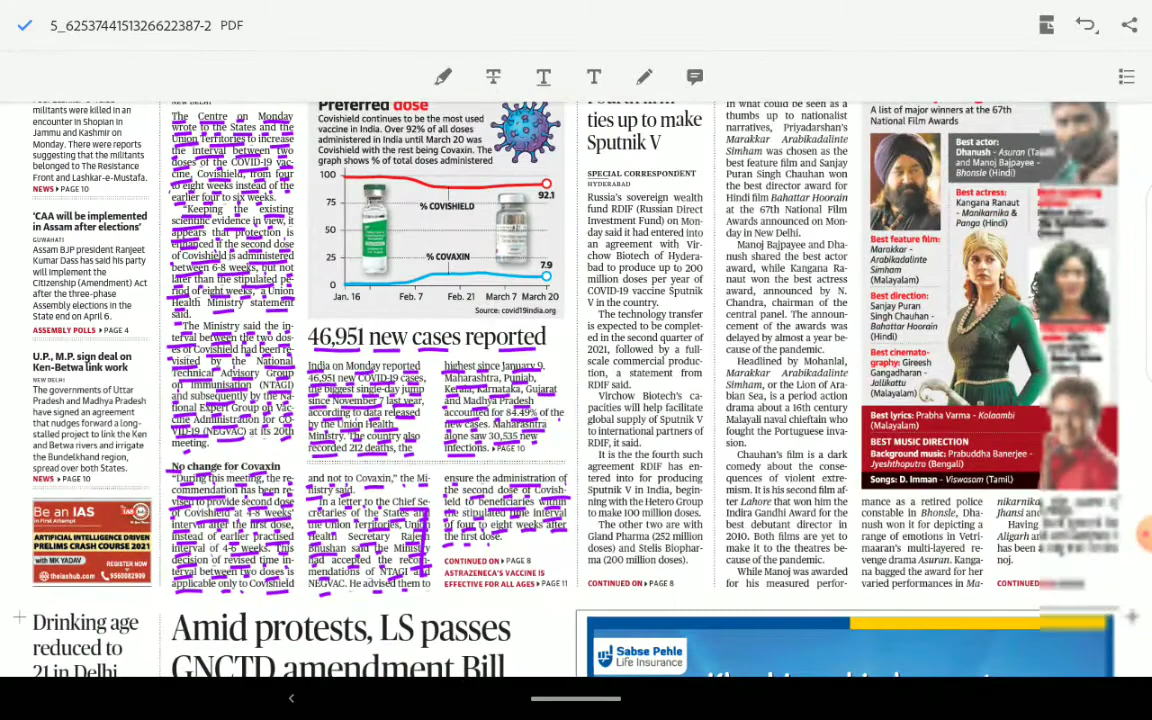 5_6253744151326622387-2 PDF
militants were killed in an
encounter in Shopian in
Jammu and Kashmir on
Monday. There were reports
suggesting that the militants
belonged to The Resistance
Front and Lashkar-e-Mustafa.
NEWS PAGE 10
'CAA will be implemented
in Assam after elections'
GUWAHATI
Assam BJP president Ranjeet
Kumar Dass has said his party
will implement the
Citizenship (Amendment) Act
after the three-phase
Assembly elections in the
State end on April 6.
ASSEMBLY POLLS PAGE 4
U.P., M.P. sign deal on
Ken-Betwa link work
NEW DELHI
The governments of Uttar
Pradesh and Madhya Pradesh
have signed an agreement
that nudges forward a long-
stalled project to link the Ken
and Betwa rivers and irrigate
the Bundelkhand region,
spread over both States.
NEWS PAGE 10
Be an IAS
in First Attempt
ARTIFICIAL INTELLIGENCE DRIVEN
PRELIMS CRASH COURSE 2021
with MK YADAV
REGISTER NOW
theiashub.com 9560082909
Drinking age
reduced to
21 in Delhi
NEW DELHI
The Centre on Monday
wrote to the States and the
Union Territories to increase
the interval between two
doses of the COVID-19 vac-
cine, Covishield, from four
to eight weeks instead of the
earlier four to six weeks.
"Keeping the existing
scientific evidence in view, it
appears that protection is
enhanced if the second dose
of Covishield is administered
between 6-8 weeks, but not
later than the stipulated pe-
riod of eight weeks," a Union
Health Ministry statement
said.
The Ministry said the in-
terval between the two dos-
es of Covishield had been re-
visited by the National
Technical Advisory Group
on Immunisation (NTAGI)
and subsequently by the Na-
tional Expert Group on Vac-
cine Administration for CO-
VID-19 (NEGVAC) at its 20th
meeting.
No change for Covaxin
"During this meeting, the re-
commendation has been re-
vised to provide second dose
of Covishield at 4-8 weeks'
interval after the first dose,
instead of earlier practised
interval of 4-6 weeks. This
decision of revised time in-
terval between two doses is
applicable only to Covishield
Preferred dose
Covishield continues to be the most used
vaccine in India. Over 92% of all doses
administered in India until March 20 was
Covishield with the rest being Covaxin. The
graph shows % of total doses administered
100
75
50
25
0
% COVISHIELD
92.1
% COVAXIN
7.9
Jan. 16 Feb. 7 Feb. 21 March 7 March 20
Source: covid19india.org
46,951 new cases reported
India on Monday reported
46,951 new COVID-19 cases,
the biggest single-day jump
since November 7 last year,
according to data released
by the Union Health
Ministry. The country also
recorded 212 deaths, the
highest since January 9.
Maharashtra, Punjab,
Kerala, Karnataka, Gujarat
and Madhya Pradesh
accounted for 84.49% of the
new cases. Maharashtra
alone saw 30,535 new
infections. PAGE 10
and not to Covaxin," the Mi-
nistry said.
In a letter to the Chief Se-
cretaries of the States and
the Union Territories, Union
Health Secretary Rajesh
Bhushan said the Ministry
had accepted the recom-
mendations of NTAGI and
NEGVAC. He advised them to
ensure the administration of
the second dose of Covish-
ield to beneficiaries within
the stipulated time interval
of four to eight weeks after
the first dose.
CONTINUED ON PAGE 8
ASTRAZENECA'S VACCINE IS
EFFECTIVE FOR ALL AGES PAGE 11
Amid protests, LS passes
GNCTD amendment Bill
ties up to make
Sputnik V
SPECIAL CORRESPONDENT
HYDERABAD
Russia's sovereign wealth
fund RDIF (Russian Direct
Investment Fund) on Mon-
day said it had entered into
an agreement with Vir-
chow Biotech of Hydera-
bad to produce up to 200
million doses per year of
COVID-19 vaccine Sputnik
V in the country.
The technology transfer
is expected to be complet-
ed in the second quarter of
2021, followed by a full-
scale commercial produc-
tion, a statement from
RDIF said.
Virchow Biotech's ca-
pacities will help facilitate
global supply of Sputnik V
to international partners of
RDIF, it said.
It is the the fourth such
agreement RDIF has en-
tered into for producing
Sputnik V in India, begin-
ning with the Hetero Group
to make 100 million doses.
The other two are with
Gland Pharma (252 million
doses) and Stelis Biophar-
ma (200 million doses).
CONTINUED ON PAGE 8
In what could be seen as a
thumbs up to nationalist
narratives, Priyadarshan's
Marakkar Arabikadalinte
Simham was chosen as the
best feature film and Sanjay
Puran Singh Chauhan won
the best director award for
Hindi film Bahattar Hoorain
at the 67th National Film
Awards announced on Mon-
day in New Delhi.
Manoj Bajpayee and Dha-
nush shared the best actor
award, while Kangana Ra-
naut won the best actress
award, announced by N.
Chandra, chairman of the
central panel. The announ-
cement of the awards was
delayed by almost a year be-
cause of the pandemic.
Headlined by Mohanlal,
Marakkar Arabikadalinte
Simham, or the Lion of Ara-
bian Sea, is a period action
drama about a 16th century
Malayali naval chieftain who
fought the Portuguese inva-
sion.
Chauhan's film is a dark
comedy about the conse-
quences of violent extre-
mism. It is his second film af-
ter Lahore that won him the
Indira Gandhi Award for the
best debutant director in
2010. Both films are yet to
make it to the theatres be-
cause of the pandemic.
While Manoj was awarded
for his measured perfor-
A list of major winners at the 67th
National Film Awards
Best actor:
Dhanush - Asuran (Ta
and Manoj Bajpayee -
Bhonsle (Hindi)
Best actress:
Kangana Ranaut
- Manikarnika &
Panga (Hindi)
Best feature film:
Marakkar -
Arabikadalinte
Simham
(Malayalam)
Best direction:
Sanjay Puran
Singh Chauhan -
Bahattar Hoorain
(Hindi)
Best cinemato-
graphy: Gireesh
Gangadharan -
Jallikattu
(Malayalam)
Best lyrics: Prabha Varma - Kolaambi
(Malayalam)
BEST MUSIC DIRECTION
Background music: Prabuddha Banerjee -
Jyeshthoputra (Bengali)
Songs: D. Imman - Viswasam (Tamil)
mance as a retired police
constable in Bhonsle, Dha-
nush won it for depicting a
range of emotions in Vetri-
maaran's multi-layered re-
venge drama Asuran. Kanga-
na bagged the award for her
varied performances in Ma-
nikarnika
Jhansi and
Having
Aligarh an
has been a
noj.
CONTINUED
Sabse Pehle
Life Insurance